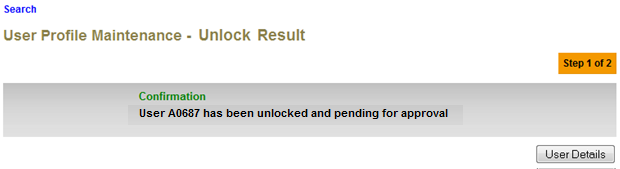 Search
User Profile Maintenance - Unlock Result
Step 1 of 2
Confirmation
User A0687 has been unlocked and pending for approval
User Details